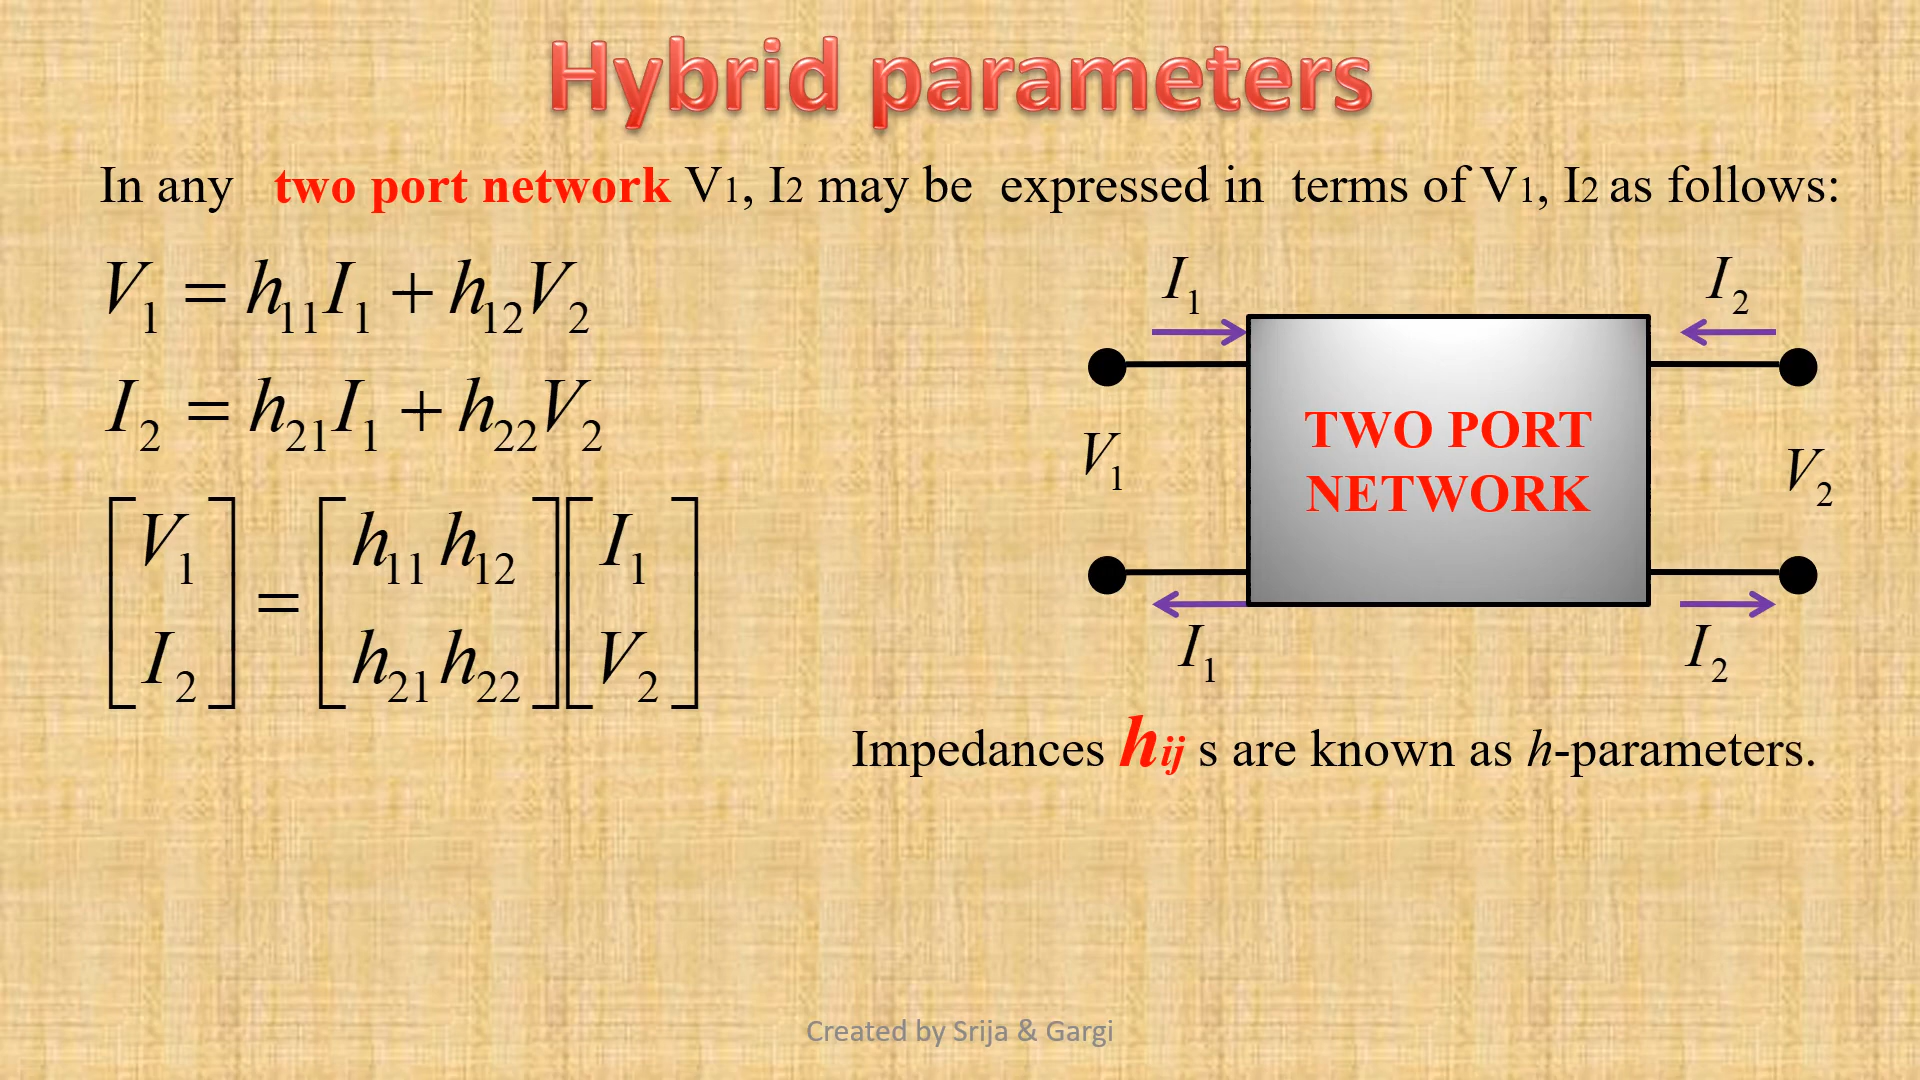 Hybrid parameters
In any two port network V₁, I₂ may be expressed in terms of V₁, I₂ as follows:
V₁ = h₁₁I₁ + h₁₂V₂
I₂ = h₂₁I₁ + h₂₂V₂
[V₁] = [h₁₁ h₁₂] [I₁]
[I₂] [h₂₁ h₂₂] [V₂]
I₁ I₂
TWO PORT
NETWORK
V₁ V₂
I₁ I₂
Impedances hᵢⱼ s are known as h-parameters.
Created by Srija & Gargi